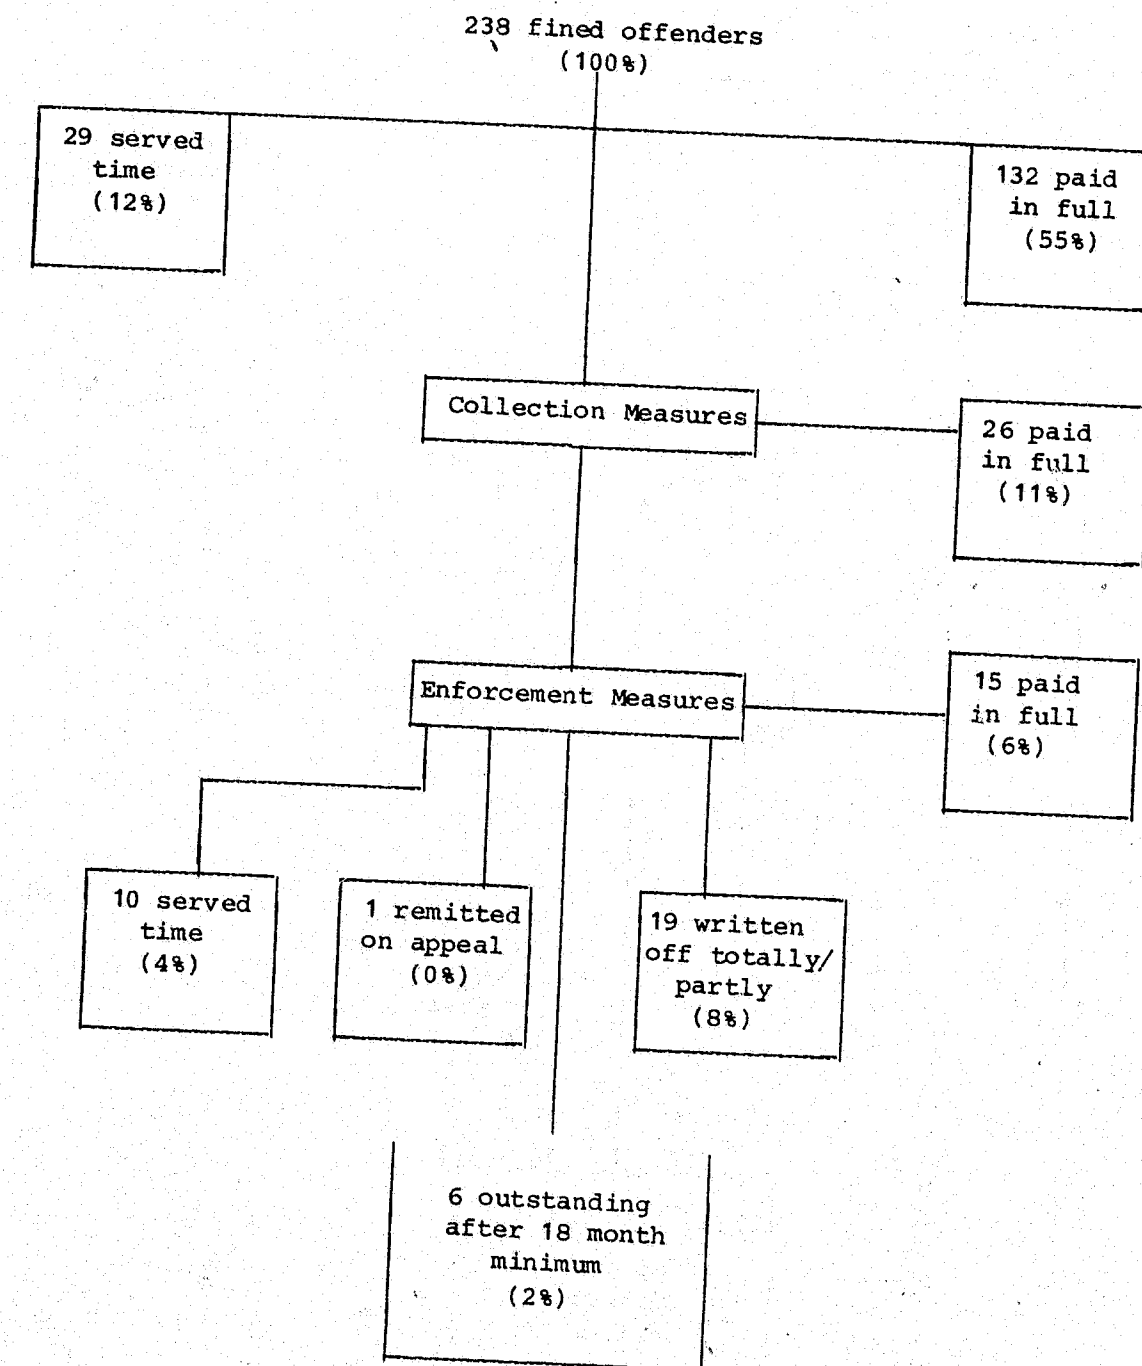 238 fined offenders
(100%)
29 served
time
(12%)
132 paid
in full
(55%)
Collection Measures
26 paid
in full
(11%)
Enforcement Measures
15 paid
in full
(6%)
10 served
time
(4%)
1 remitted
on appeal
(0%)
19 written
off totally/
partly
(8%)
6 outstanding
after 18 month
minimum
(2%)